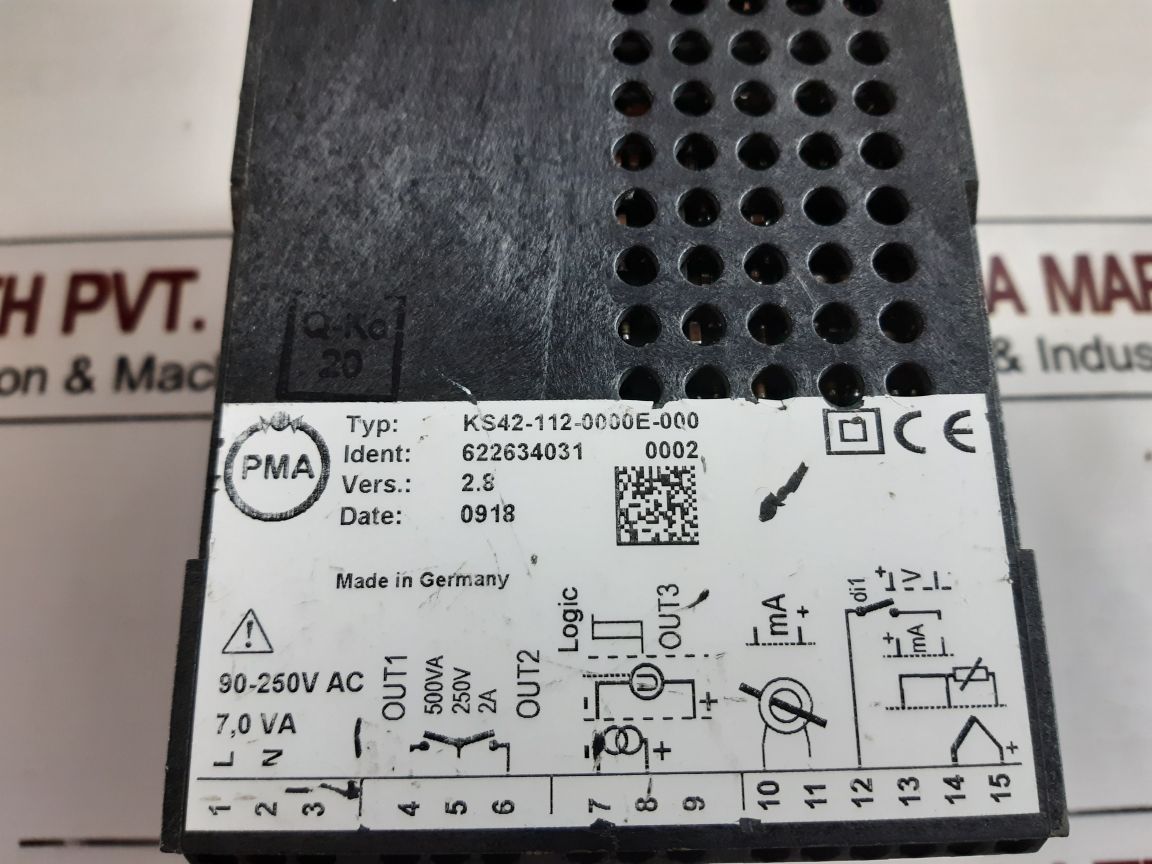 TH PVT.
on & Mac
A MAR
& Indus
Q-Ko
20
PMA
Typ: KS42-112-0000E-000
Ident: 622634031 0002
Vers.: 2.8
Date: 0918
CE
Made in Germany
90-250V AC
7,0 VA
L
N
OUT1
500VA
250V
2A
OUT2
Logic
OUT3
U
- +
- +
mA
+
di1
+ V -
+ mA -
+
1 2 3 4 5 6 7 8 9 10 11 12 13 14 15